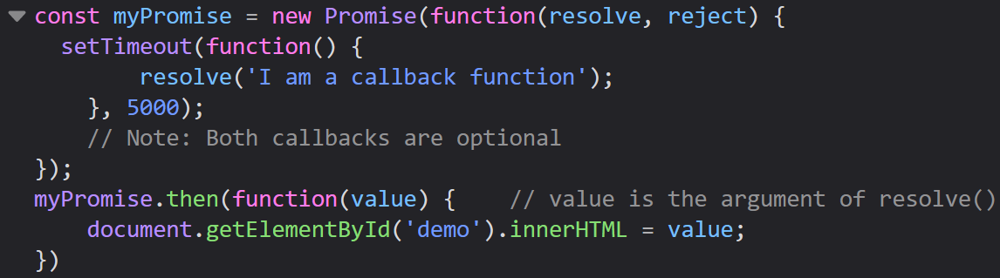 const myPromise = new Promise(function(resolve, reject) {
  setTimeout(function() {
        resolve('I am a callback function');
    }, 5000);
    // Note: Both callbacks are optional
});
myPromise.then(function(value) {    // value is the argument of resolve()
    document.getElementById('demo').innerHTML = value;
})